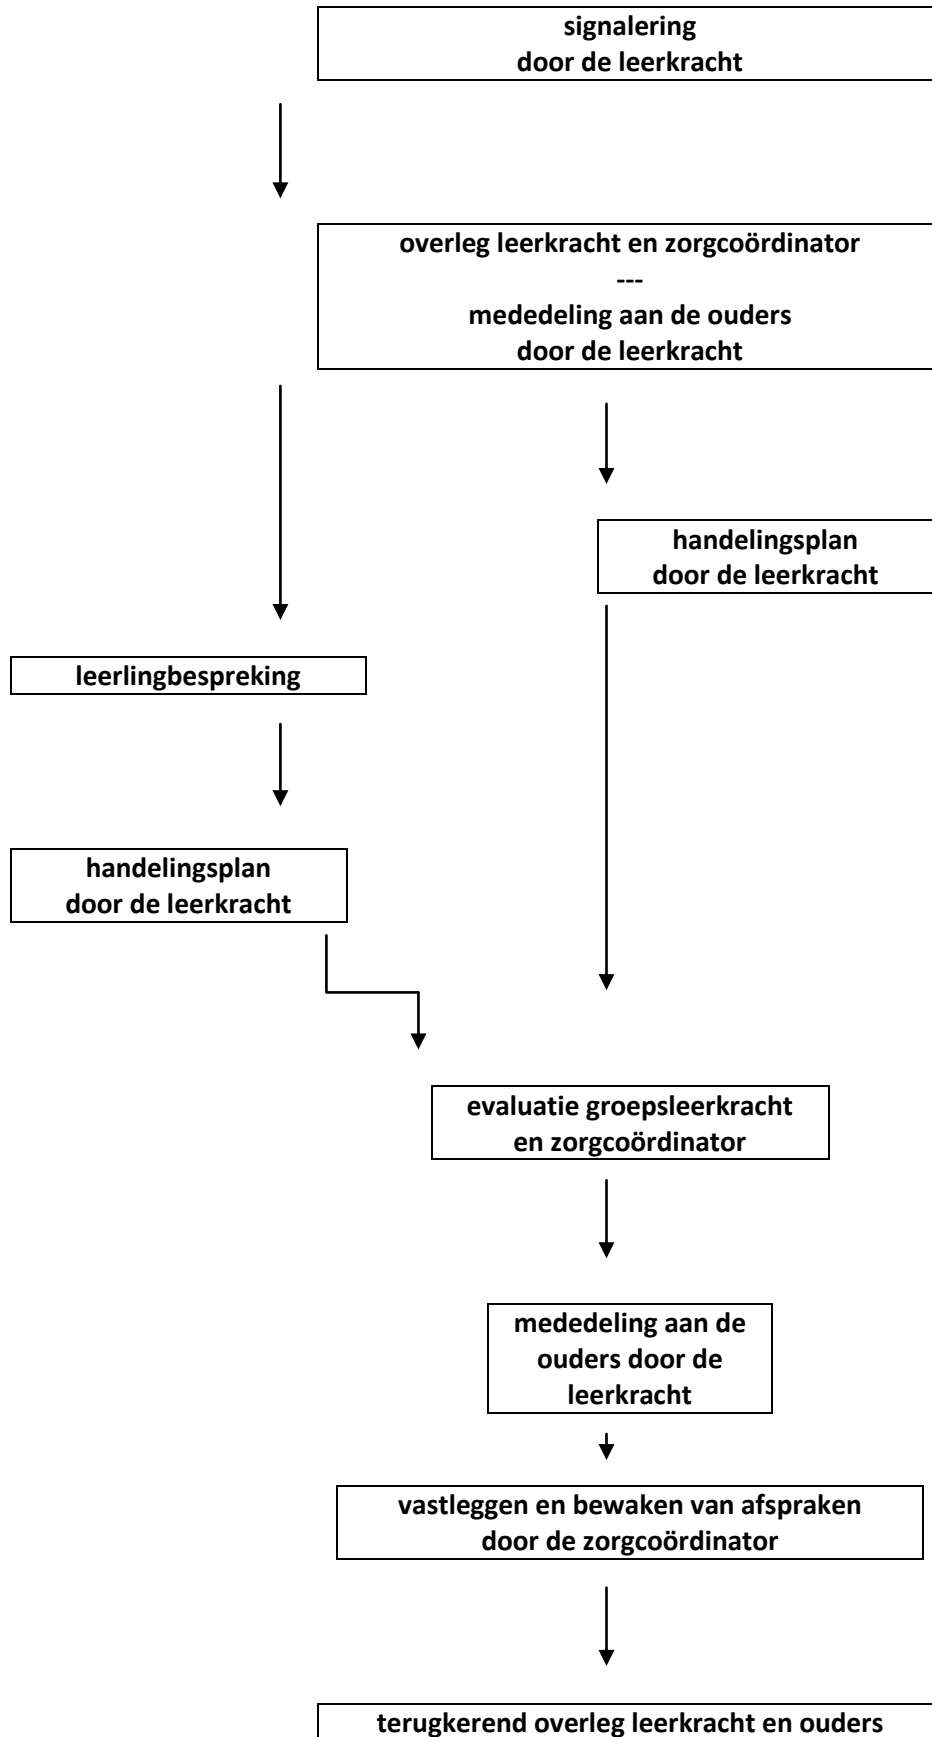 signalering
door de leerkracht
overleg leerkracht en zorgcoördinator
---
mededeling aan de ouders
door de leerkracht
handelingsplan
door de leerkracht
leerlingbespreking
handelingsplan
door de leerkracht
evaluatie groepsleerkracht
en zorgcoördinator
mededeling aan de
ouders door de
leerkracht
vastleggen en bewaken van afspraken
door de zorgcoördinator
terugkerend overleg leerkracht en ouders